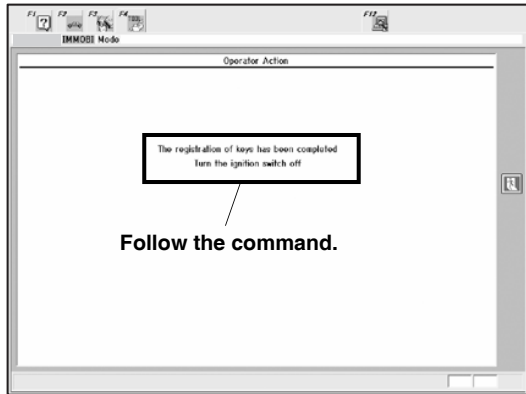 F1 F2 F3 F4 F12
?
IMMOBI Mode
Operator Action
The registration of keys has been completed
Turn the ignition switch off
Follow the command.